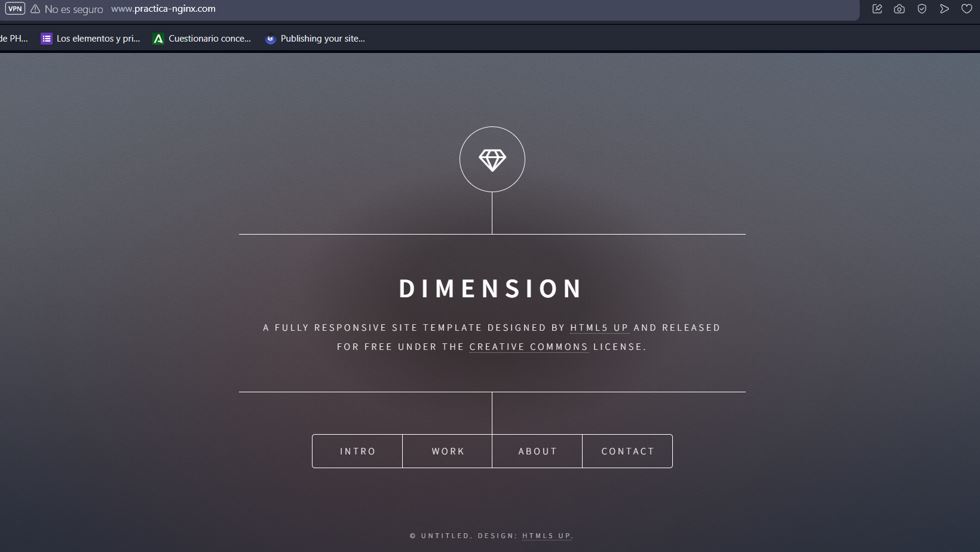 VPN No es seguro www.practica-nginx.com
de PH... Los elementos y pri... Cuestionario conce... Publishing your site...
DIMENSION
A FULLY RESPONSIVE SITE TEMPLATE DESIGNED BY HTML5 UP AND RELEASED
FOR FREE UNDER THE CREATIVE COMMONS LICENSE.
INTRO WORK ABOUT CONTACT
© UNTITLED. DESIGN: HTML5 UP.